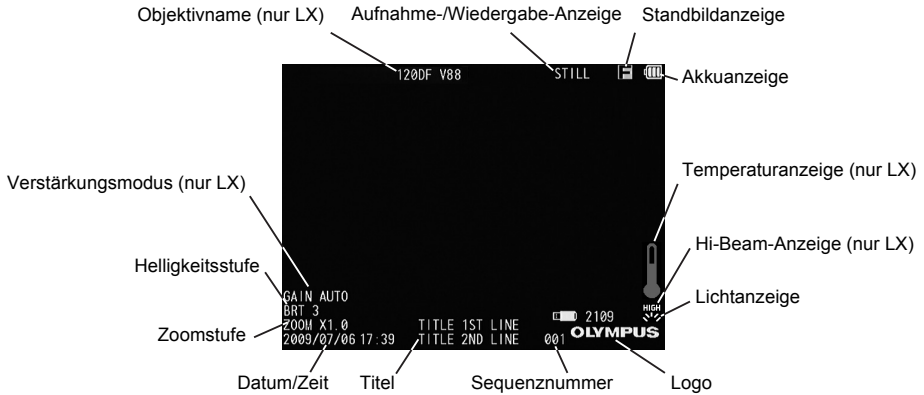 Objektivname (nur LX)
Aufnahme-/Wiedergabe-Anzeige
Standbildanzeige
120DF V88
STILL
Akkuanzeige
Temperaturanzeige (nur LX)
Verstärkungsmodus (nur LX)
Hi-Beam-Anzeige (nur LX)
Helligkeitsstufe
GAIN AUTO
HIGH
Lichtanzeige
BRT 3
2109
Zoomstufe
ZOOM X1.0
TITLE 1ST LINE
OLYMPUS
2009/07/06 17:39
TITLE 2ND LINE
001
Datum/Zeit
Titel
Sequenznummer
Logo